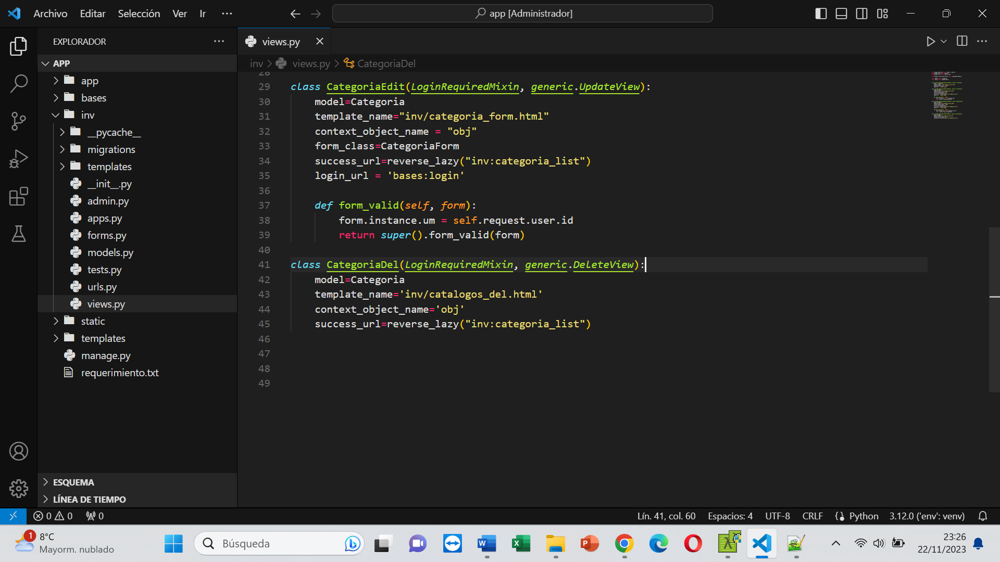 Archivo Editar Selección Ver Ir ···
app [Administrador]
EXPLORADOR ···
views.py
inv > views.py > CategoriaDel
APP
app
bases
inv
__pycache__
migrations
templates
__init__.py
admin.py
apps.py
forms.py
models.py
tests.py
urls.py
views.py
static
templates
manage.py
requerimiento.txt
ESQUEMA
LÍNEA DE TIEMPO
28
29 class CategoriaEdit(LoginRequiredMixin, generic.UpdateView):
30     model=Categoria
31     template_name="inv/categoria_form.html"
32     context_object_name = "obj"
33     form_class=CategoriaForm
34     success_url=reverse_lazy("inv:categoria_list")
35     login_url = 'bases:login'
36
37     def form_valid(self, form):
38         form.instance.um = self.request.user.id
39         return super().form_valid(form)
40
41 class CategoriaDel(LoginRequiredMixin, generic.DeleteView):
42     model=Categoria
43     template_name='inv/catalogos_del.html'
44     context_object_name='obj'
45     success_url=reverse_lazy("inv:categoria_list")
46
47
48
49
0 0 0 Lín. 41, col. 60 Espacios: 4 UTF-8 CRLF Python 3.12.0 ('env': venv)
1 8°C
Mayorm. nublado
Búsqueda
23:26
22/11/2023